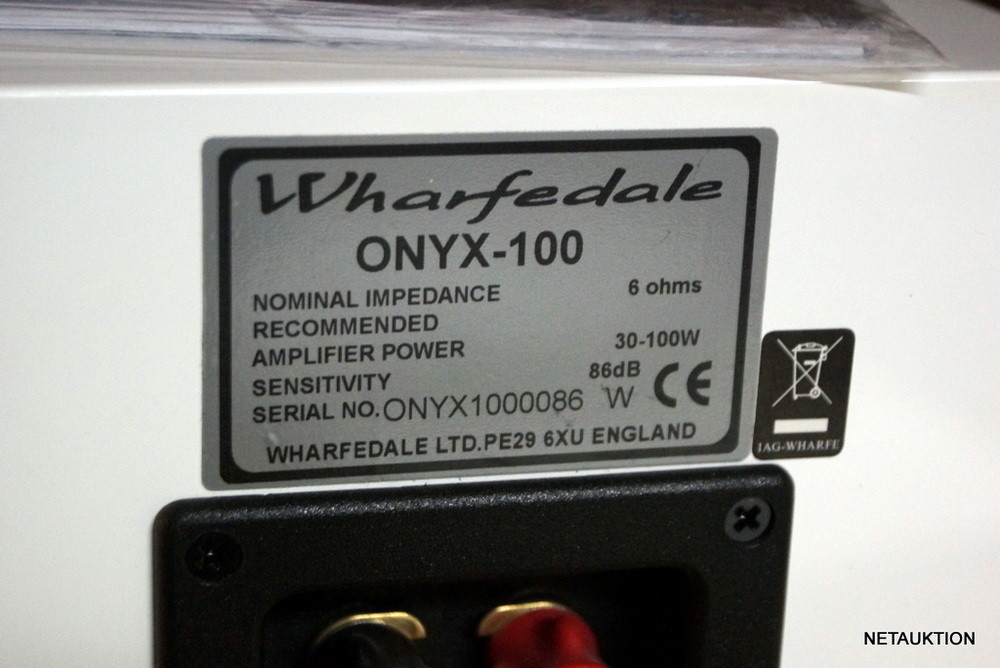 Wharfedale
ONYX-100
NOMINAL IMPEDANCE 6 ohms
RECOMMENDED
AMPLIFIER POWER 30-100W
SENSITIVITY 86dB
CE
SERIAL NO. ONYX1000086 W
WHARFEDALE LTD.PE29 6XU ENGLAND
JAG-WHARFE
NETAUKTION